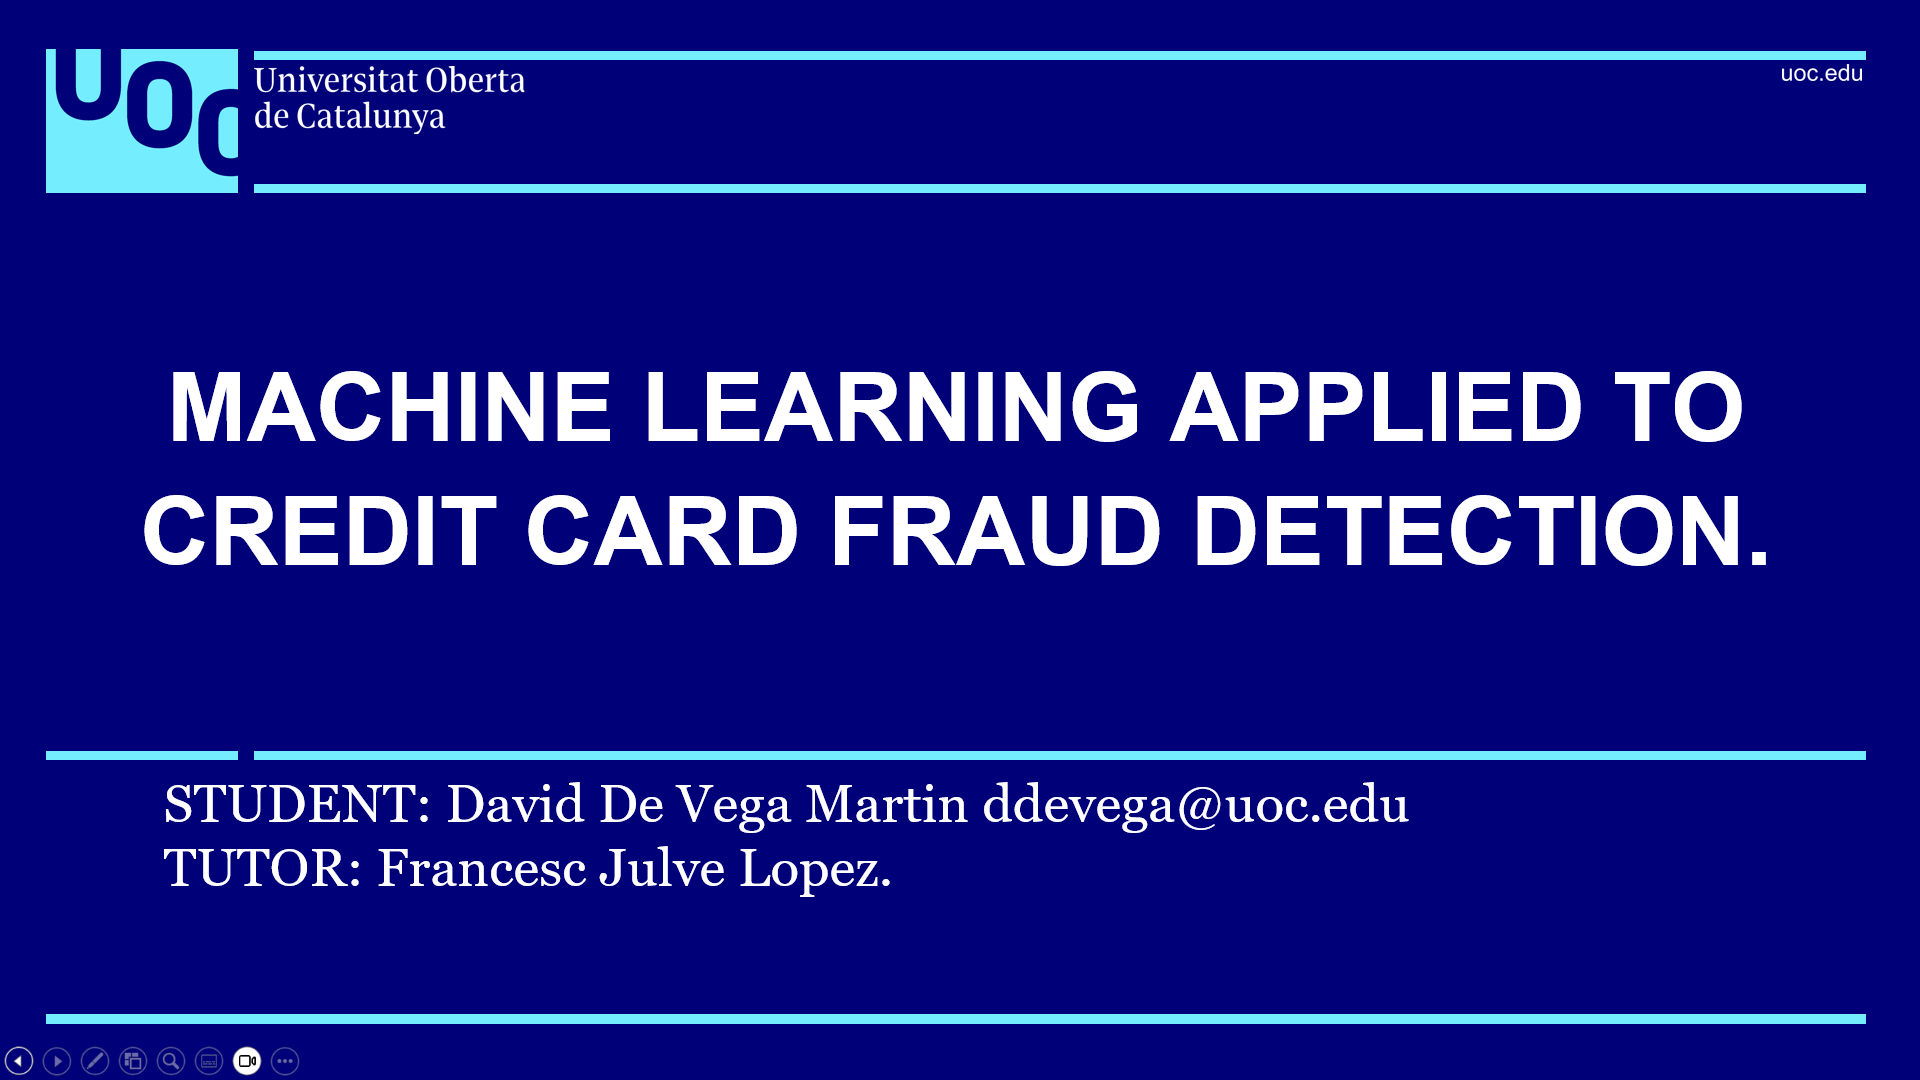 UOC
Universitat Oberta
de Catalunya
uoc.edu
MACHINE LEARNING APPLIED TO
CREDIT CARD FRAUD DETECTION.
STUDENT: David De Vega Martin ddevega@uoc.edu
TUTOR: Francesc Julve Lopez.